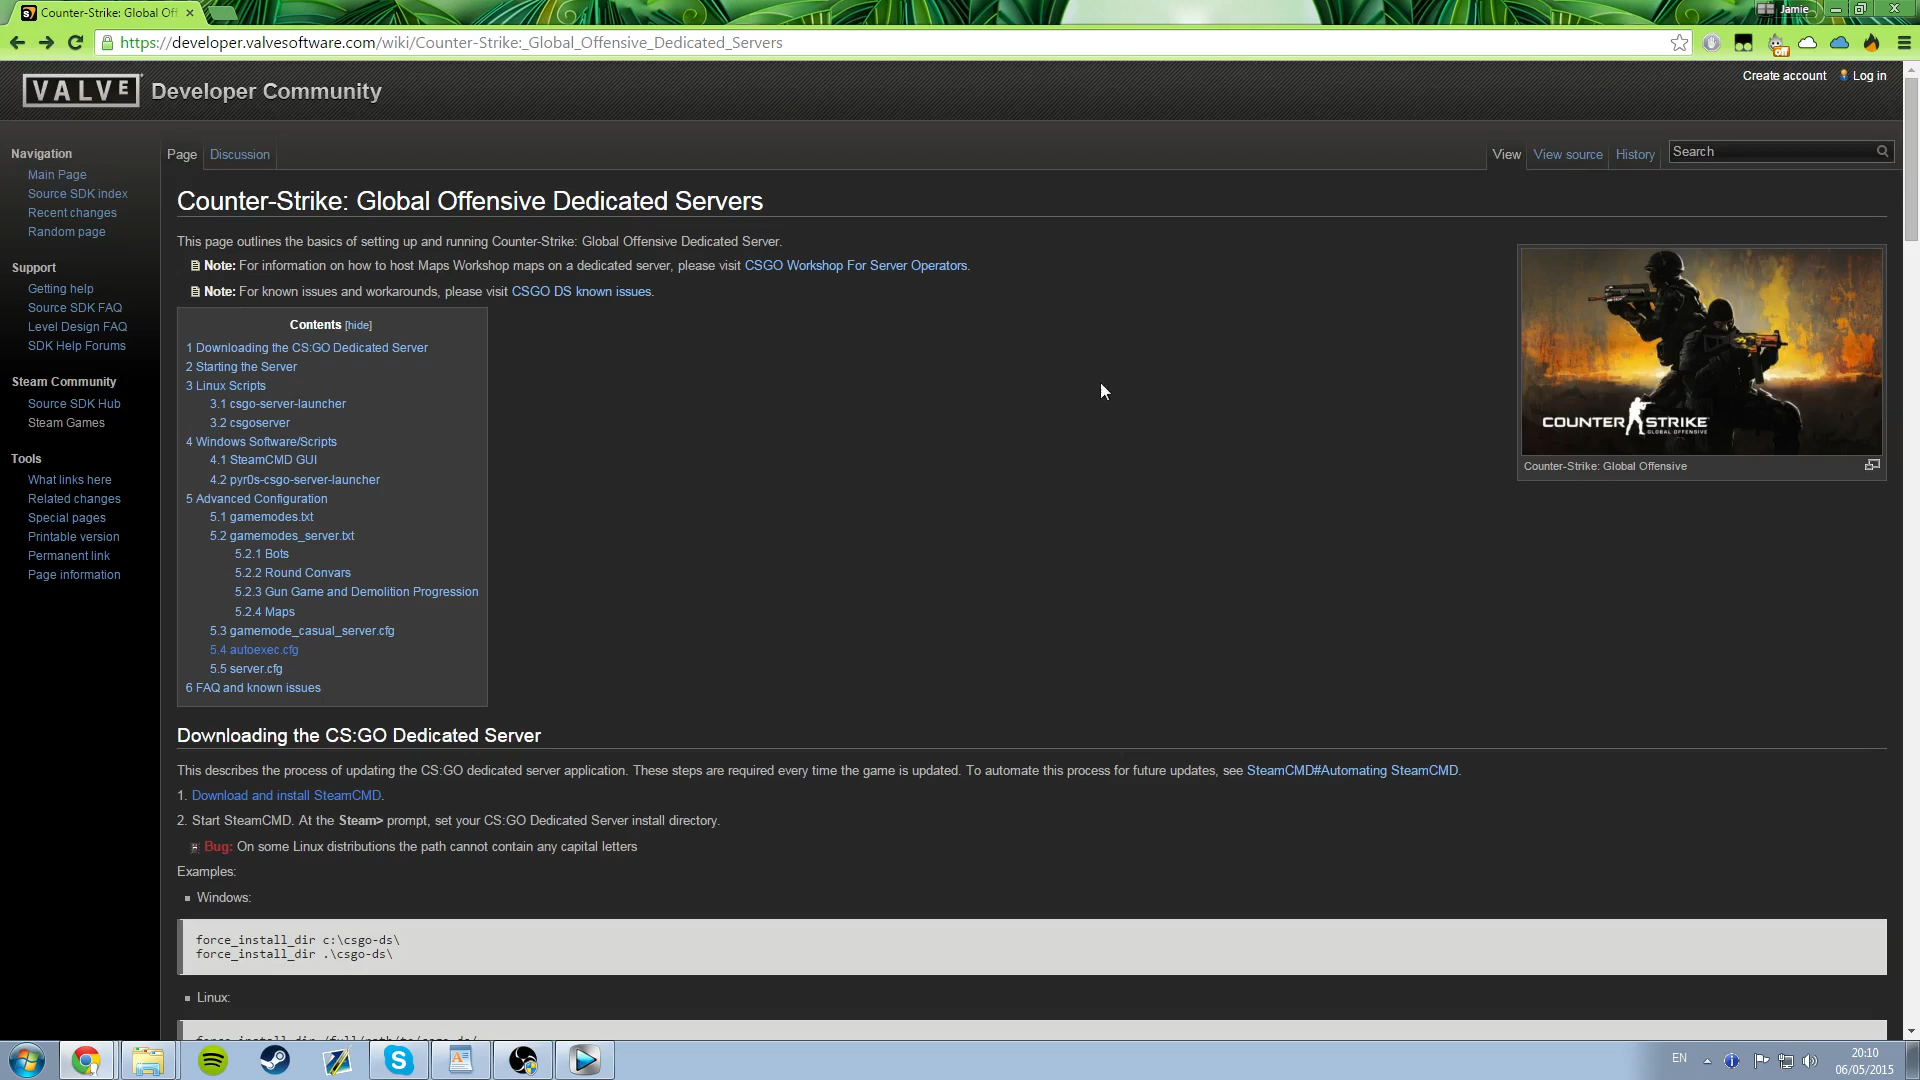 Counter-Strike: Global Off
Jamie
https://developer.valvesoftware.com/wiki/Counter-Strike:_Global_Offensive_Dedicated_Servers
off
VALVE Developer Community
Create account
Log in
Navigation
Main Page
Source SDK index
Recent changes
Random page
Support
Getting help
Source SDK FAQ
Level Design FAQ
SDK Help Forums
Steam Community
Source SDK Hub
Steam Games
Tools
What links here
Related changes
Special pages
Printable version
Permanent link
Page information
Page
Discussion
View
View source
History
Search
Counter-Strike: Global Offensive Dedicated Servers
This page outlines the basics of setting up and running Counter-Strike: Global Offensive Dedicated Server.
Note: For information on how to host Maps Workshop maps on a dedicated server, please visit CSGO Workshop For Server Operators.
Note: For known issues and workarounds, please visit CSGO DS known issues.
COUNTER STRIKE
GLOBAL OFFENSIVE
Counter-Strike: Global Offensive
Contents [hide]
1 Downloading the CS:GO Dedicated Server
2 Starting the Server
3 Linux Scripts
3.1 csgo-server-launcher
3.2 csgoserver
4 Windows Software/Scripts
4.1 SteamCMD GUI
4.2 pyr0s-csgo-server-launcher
5 Advanced Configuration
5.1 gamemodes.txt
5.2 gamemodes_server.txt
5.2.1 Bots
5.2.2 Round Convars
5.2.3 Gun Game and Demolition Progression
5.2.4 Maps
5.3 gamemode_casual_server.cfg
5.4 autoexec.cfg
5.5 server.cfg
6 FAQ and known issues
Downloading the CS:GO Dedicated Server
This describes the process of updating the CS:GO dedicated server application. These steps are required every time the game is updated. To automate this process for future updates, see SteamCMD#Automating SteamCMD.
1. Download and install SteamCMD.
2. Start SteamCMD. At the Steam> prompt, set your CS:GO Dedicated Server install directory.
Bug: On some Linux distributions the path cannot contain any capital letters
Examples:
Windows:
force_install_dir c:\csgo-ds\
force_install_dir .\csgo-ds\
Linux:
force_install_dir /full/path/to/csgo-ds/
EN
20:10
06/05/2015